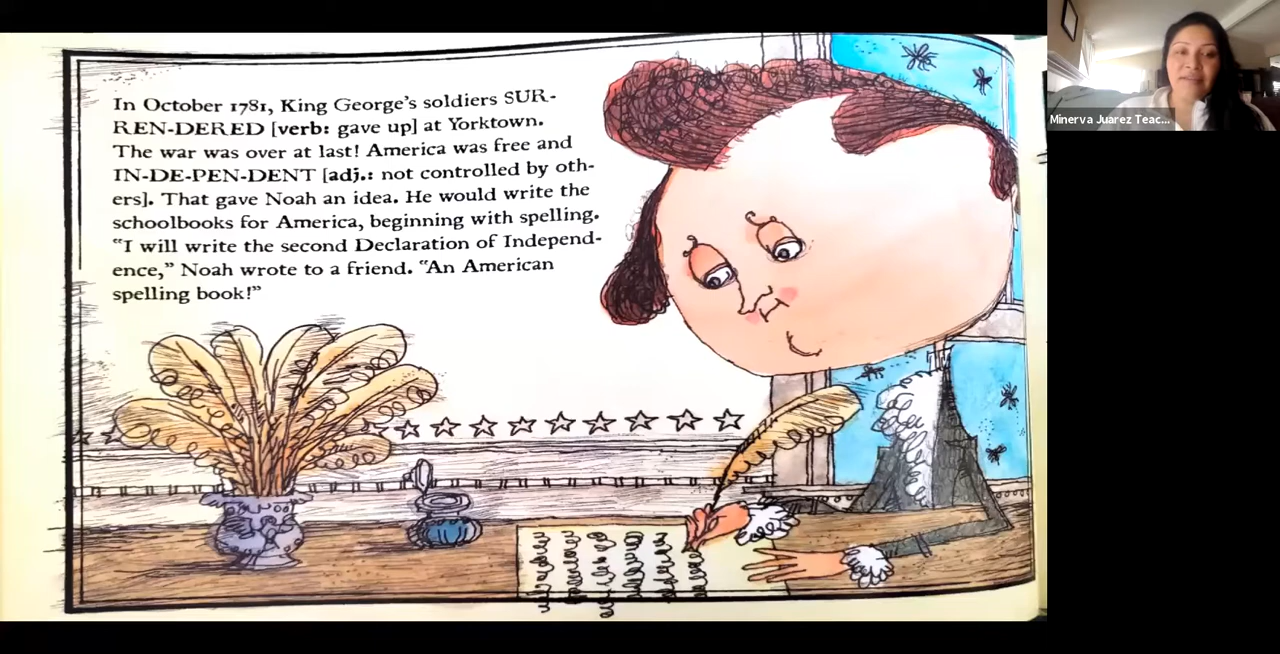 In October 1781, King George's soldiers SUR-
REN-DERED [verb: gave up] at Yorktown.
The war was over at last! America was free and
IN-DE-PEN-DENT [adj.: not controlled by oth-
ers]. That gave Noah an idea. He would write the
schoolbooks for America, beginning with spelling.
"I will write the second Declaration of Independ-
ence," Noah wrote to a friend. "An American
spelling book!"
Minerva Juarez Teac...